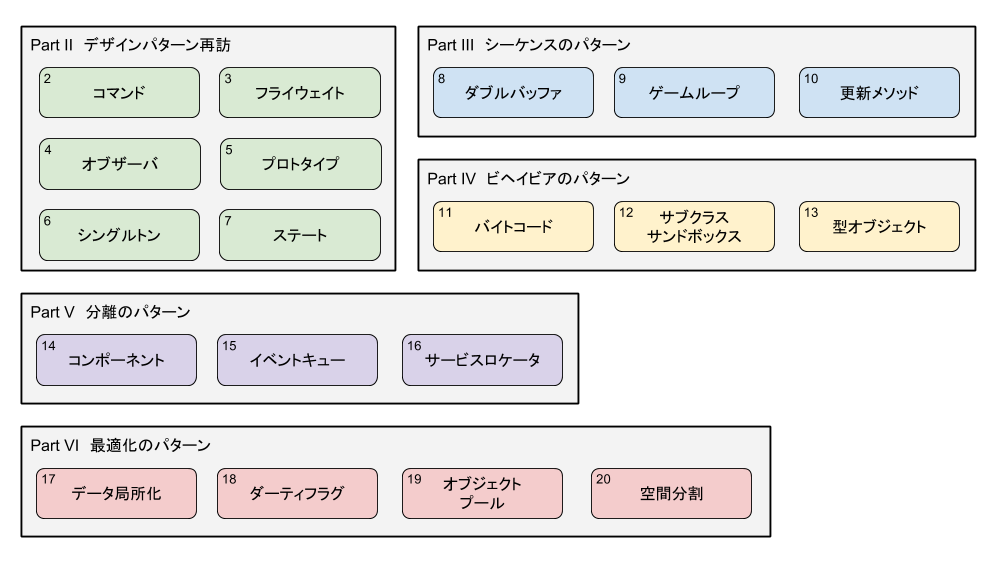 Part II デザインパターン再訪
2
コマンド
3
フライウェイト
4
オブザーバ
5
プロトタイプ
6
シングルトン
7
ステート
Part III シーケンスのパターン
8
ダブルバッファ
9
ゲームループ
10
更新メソッド
Part IV ビヘイビアのパターン
11
バイトコード
12
サブクラス
サンドボックス
13
型オブジェクト
Part V 分離のパターン
14
コンポーネント
15
イベントキュー
16
サービスロケータ
Part VI 最適化のパターン
17
データ局所化
18
ダーティフラグ
19
オブジェクト
プール
20
空間分割